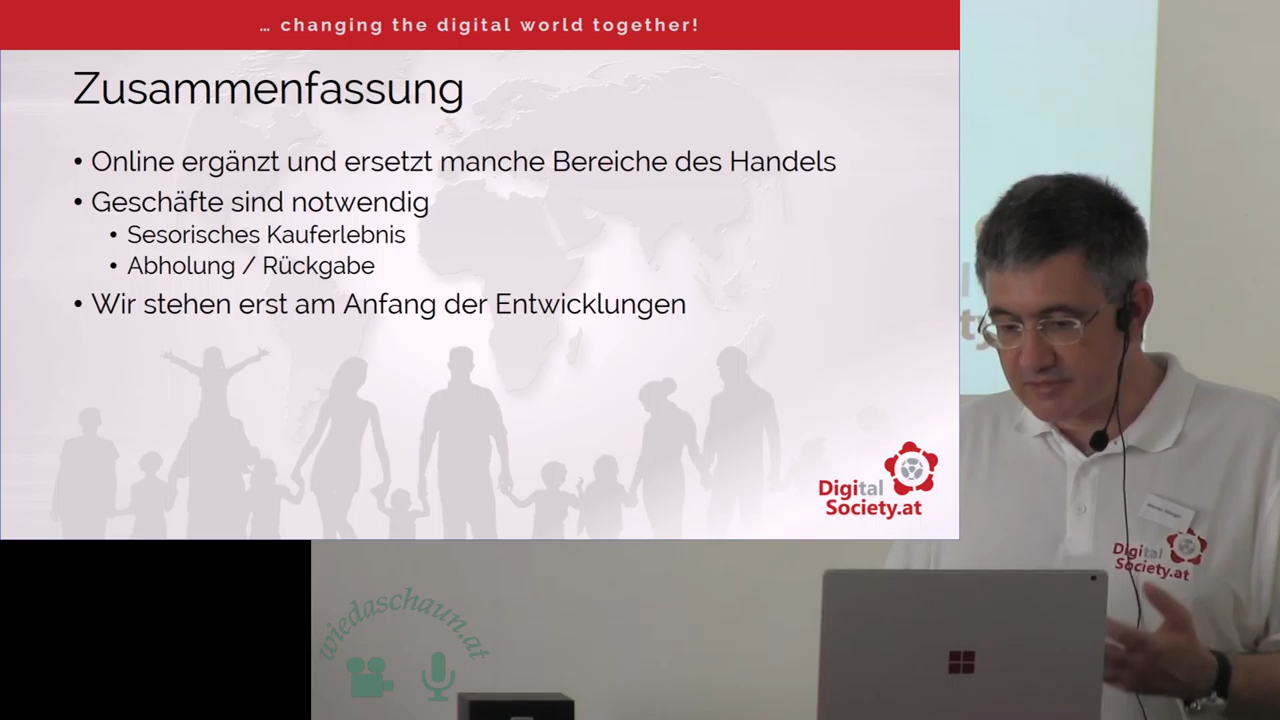 … changing the digital world together!
Zusammenfassung
• Online ergänzt und ersetzt manche Bereiche des Handels
• Geschäfte sind notwendig
• Sesorisches Kauferlebnis
• Abholung / Rückgabe
• Wir stehen erst am Anfang der Entwicklungen
Digital
Society.at
Digital
Society.at
wiedaschaun.at